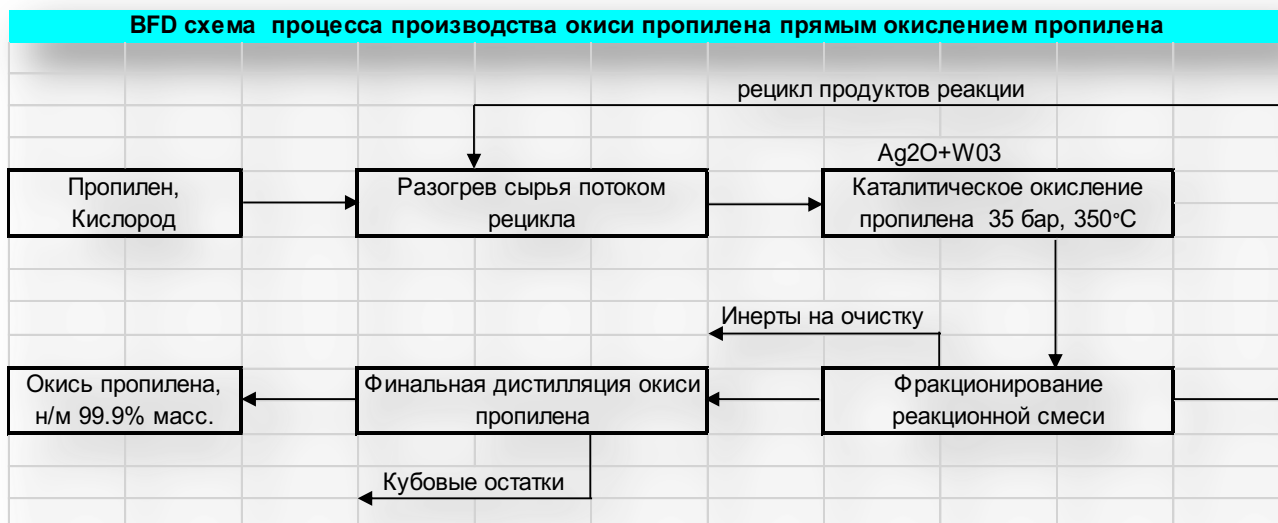 BFD схема процесса производства окиси пропилена прямым окислением пропилена
рецикл продуктов реакции
Ag2O+W03
Пропилен,
Кислород
Разогрев сырья потоком
рецикла
Каталитическое окисление
пропилена 35 бар, 350°С
Инерты на очистку
Окись пропилена,
н/м 99.9% масс.
Финальная дистилляция окиси
пропилена
Фракционирование
реакционной смеси
Кубовые остатки